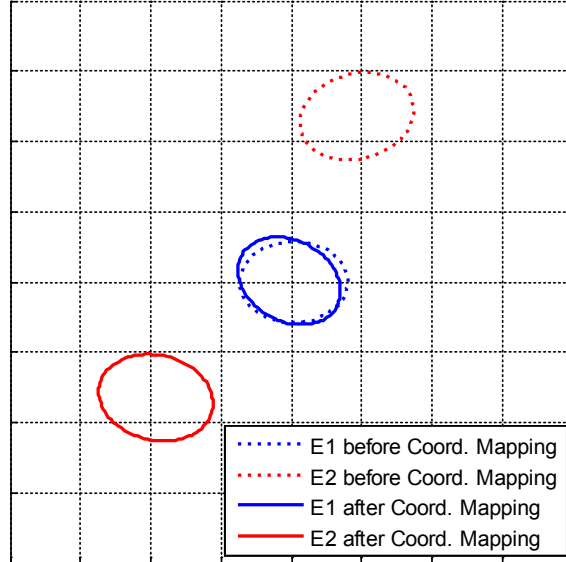 E1 before Coord. Mapping
E2 before Coord. Mapping
E1 after Coord. Mapping
E2 after Coord. Mapping